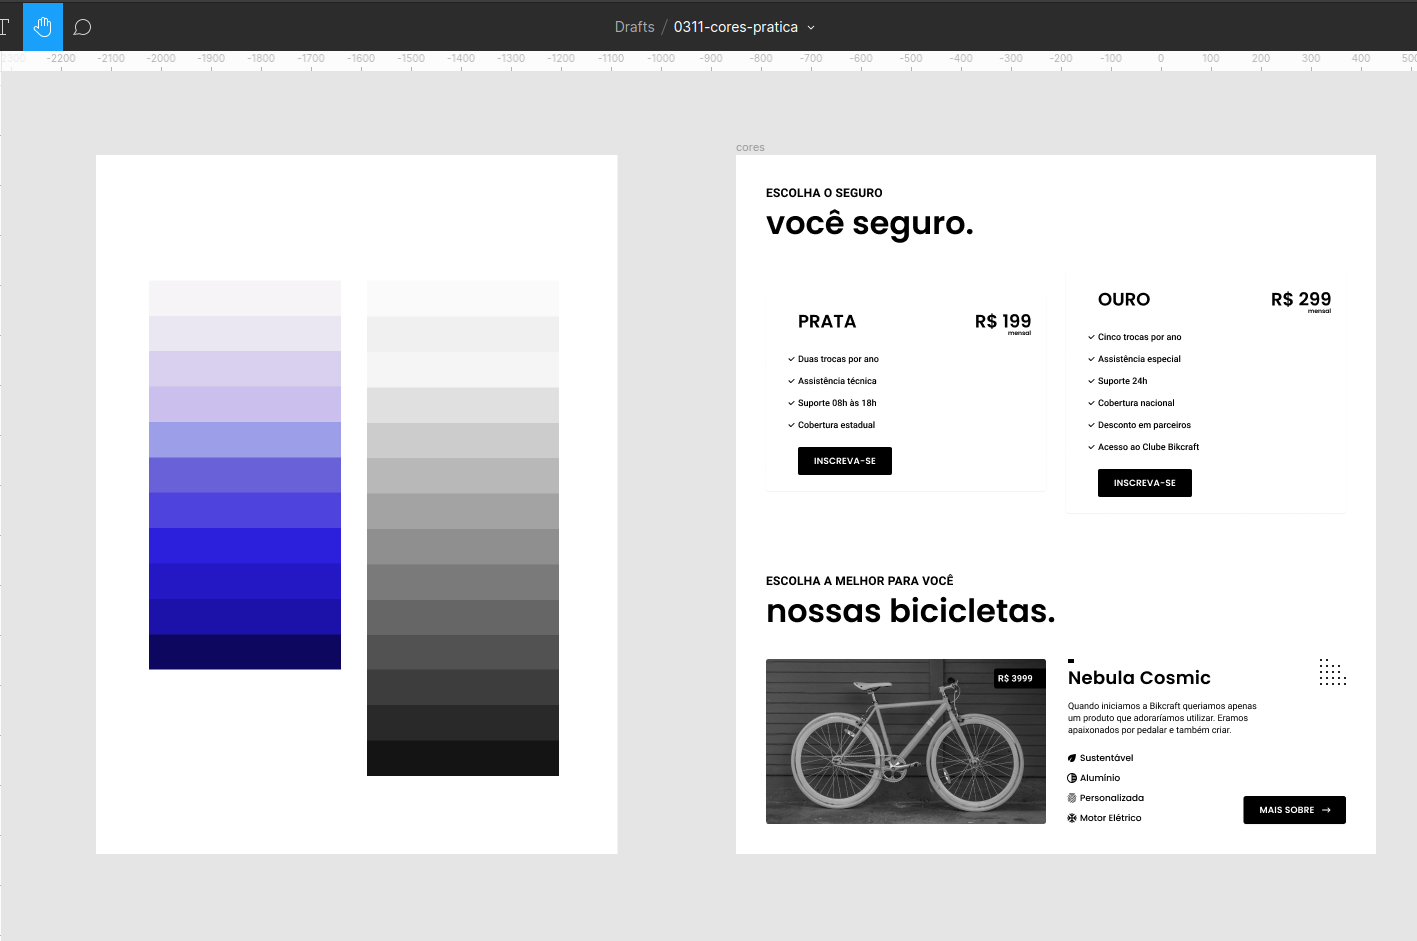 Drafts / 0311-cores-pratica
-2300 -2200 -2100 -2000 -1900 -1800 -1700 -1600 -1500 -1400 -1300 -1200 -1100 -1000 -900 -800 -700 -600 -500 -400 -300 -200 -100 0 100 200 300 400 500
cores
ESCOLHA O SEGURO
você seguro.
PRATA
R$ 199
mensal
Duas trocas por ano
Assistência técnica
Suporte 08h às 18h
Cobertura estadual
INSCREVA-SE
OURO
R$ 299
mensal
Cinco trocas por ano
Assistência especial
Suporte 24h
Cobertura nacional
Desconto em parceiros
Acesso ao Clube Bikcraft
INSCREVA-SE
ESCOLHA A MELHOR PARA VOCÊ
nossas bicicletas.
R$ 3999
Nebula Cosmic
Quando iniciamos a Bikcraft queriamos apenas
um produto que adoraríamos utilizar. Eramos
apaixonados por pedalar e também criar.
Sustentável
Alumínio
Personalizada
Motor Elétrico
MAIS SOBRE →